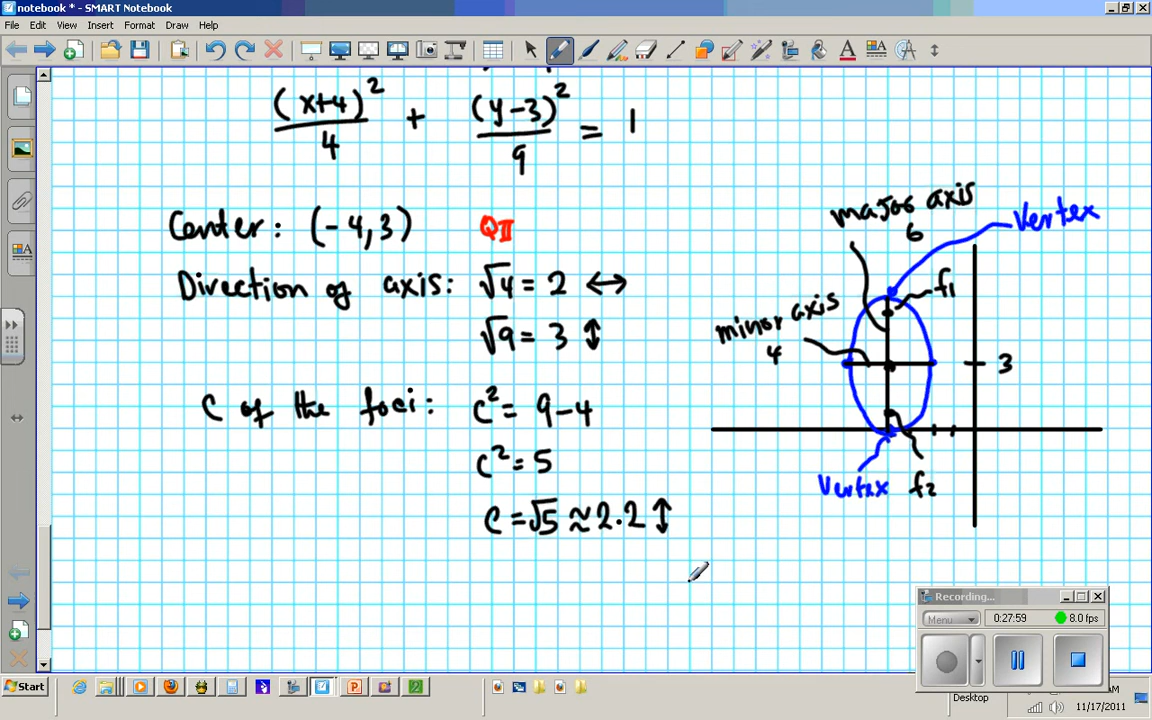 notebook * - SMART Notebook
File Edit View Insert Format Draw Tools Help
(x+4)² / 4 + (y-3)² / 9 = 1
Center: (-4,3) QII
Direction of axis: √4 = 2 ↔
√9 = 3 ↕
C of the foci: c² = 9-4
c² = 5
c = √5 ≈ 2.2 ↕
major axis
6
Vertex
f1
minor axis
4
3
Vertex
f2
Recording...
Menu
0:27:59
8.0 fps
Start
Desktop
AM
11/17/2011